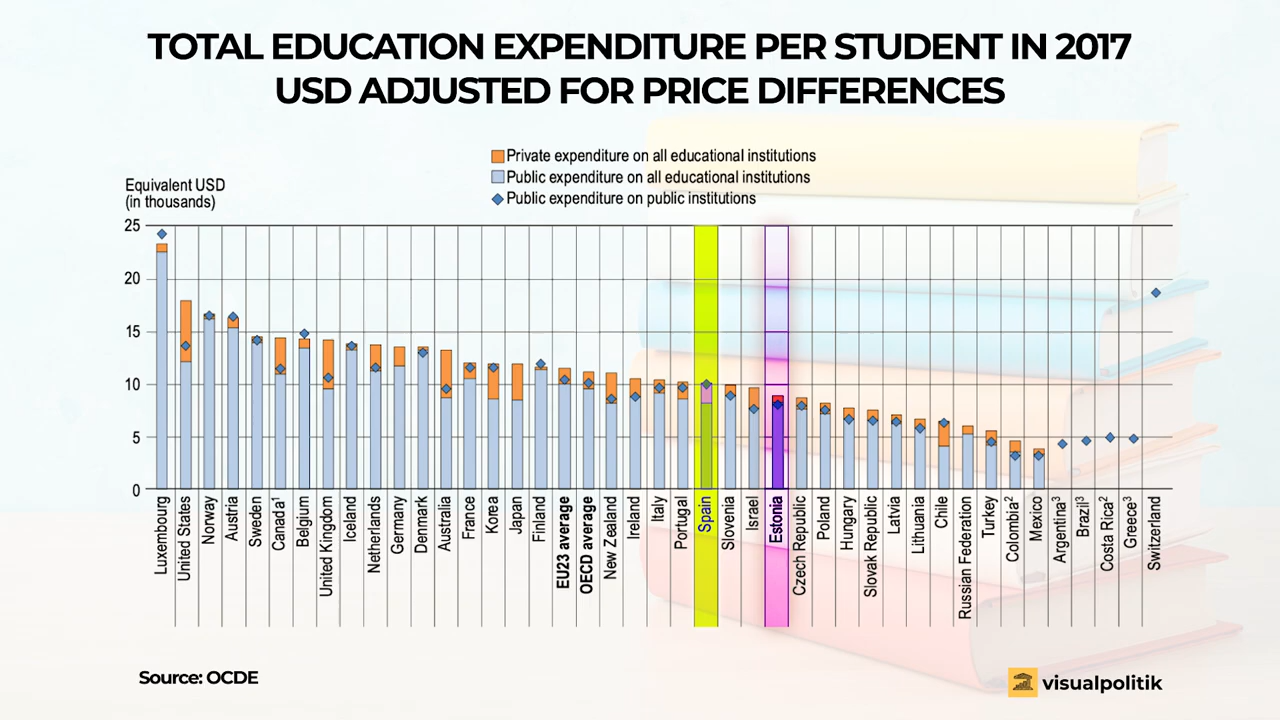 TOTAL EDUCATION EXPENDITURE PER STUDENT IN 2017
USD ADJUSTED FOR PRICE DIFFERENCES
Private expenditure on all educational institutions
Public expenditure on all educational institutions
Public expenditure on public institutions
Equivalent USD
(in thousands)
25
20
15
10
5
0
Luxembourg
United States
Norway
Austria
Sweden
Canada¹
Belgium
United Kingdom
Iceland
Netherlands
Germany
Denmark
Australia
France
Korea
Japan
Finland
EU23 average
OECD average
New Zealand
Ireland
Italy
Portugal
Spain
Slovenia
Israel
Estonia
Czech Republic
Poland
Hungary
Slovak Republic
Latvia
Lithuania
Chile
Russian Federation
Turkey
Colombia²
Mexico
Argentina³
Brazil³
Costa Rica²
Greece³
Switzerland
Source: OCDE
visualpolitik